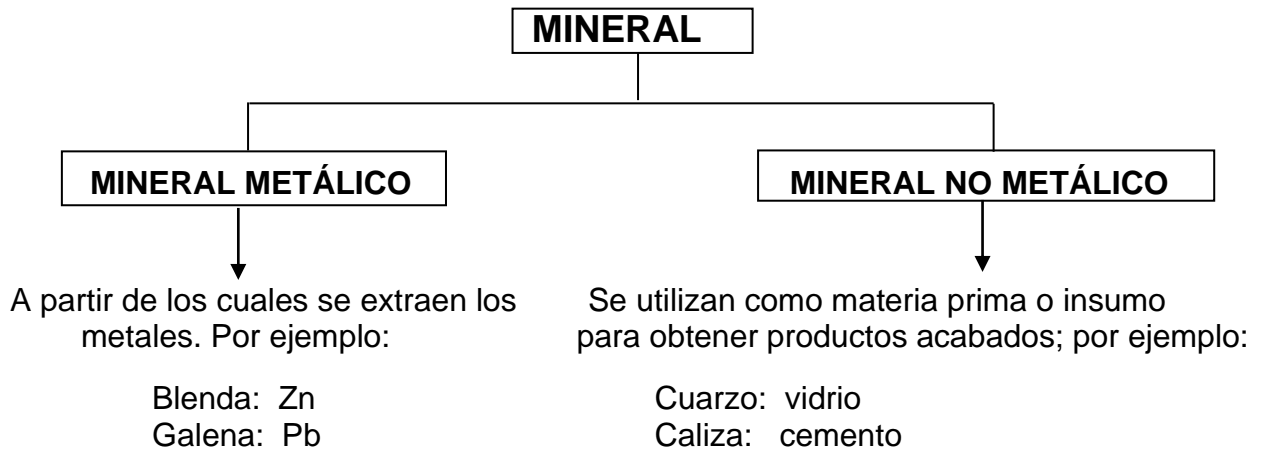 MINERAL
MINERAL METÁLICO
MINERAL NO METÁLICO
A partir de los cuales se extraen los
metales. Por ejemplo:
Blenda: Zn
Galena: Pb
Se utilizan como materia prima o insumo
para obtener productos acabados; por ejemplo:
Cuarzo: vidrio
Caliza: cemento